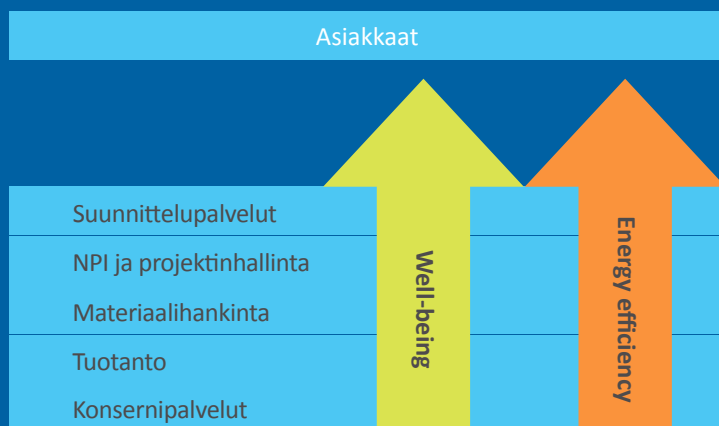 Asiakkaat
Suunnittelupalvelut
NPI ja projektinhallinta
Materiaalihankinta
Tuotanto
Konsernipalvelut
Well-being
Energy efficiency